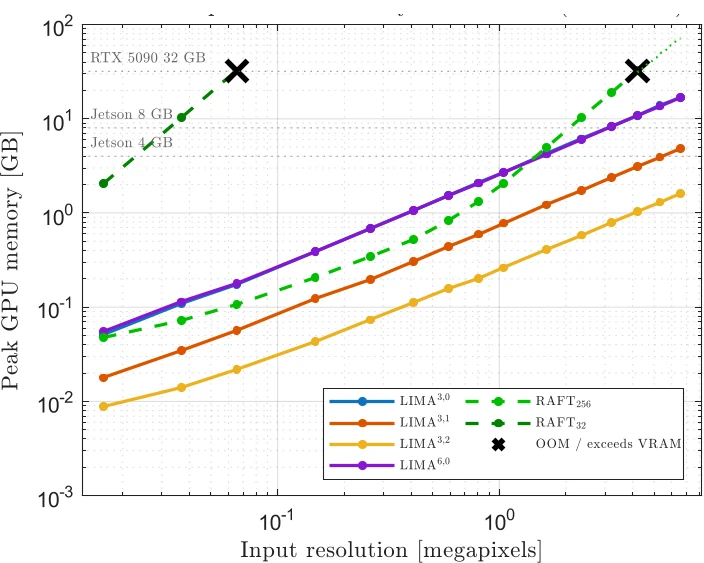 10^2
RTX 5090 32 GB
10^1
Jetson 8 GB
Jetson 4 GB
10^0
10^-1
10^-2
10^-3
Peak GPU memory [GB]
LIMA^3,0
LIMA^3,1
LIMA^3,2
LIMA^6,0
RAFT_256
RAFT_32
OOM / exceeds VRAM
10^-1
10^0
Input resolution [megapixels]